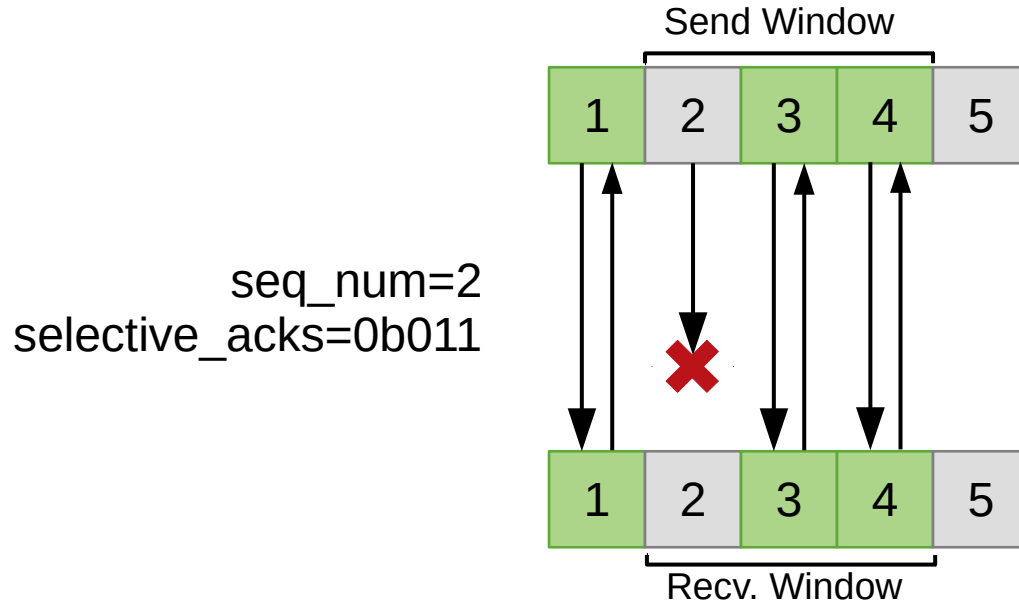 Send Window
1 2 3 4 5
seq_num=2
selective_acks=0b011
1 2 3 4 5
Recv. Window